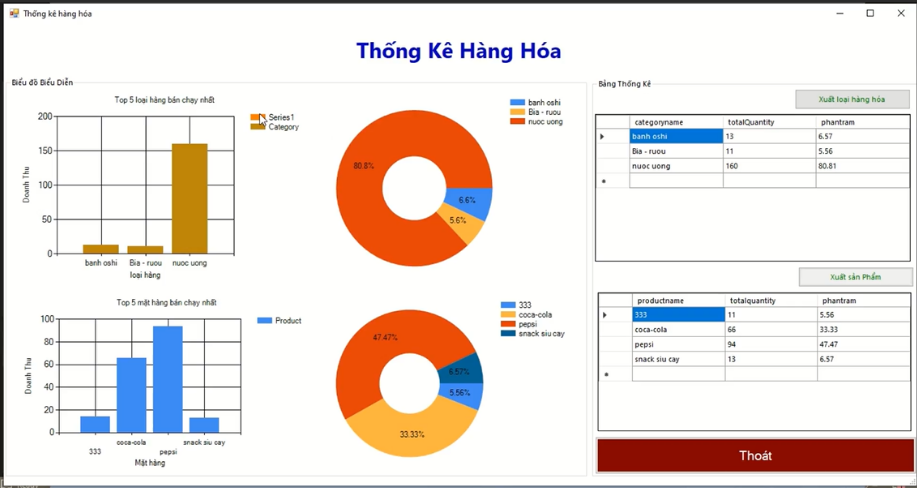 Thống kê hàng hóa
Thống Kê Hàng Hóa
Biểu đồ Biểu Diễn
Top 5 loại hàng bán chạy nhất
200
150
100
50
0
Doanh Thu
banh oshi Bia - ruou nuoc uong
loại hàng
Series1
Category
80.8%
6.6%
5.6%
banh oshi
Bia - ruou
nuoc uong
Top 5 mặt hàng bán chạy nhất
100
80
60
40
20
0
Doanh Thu
333 coca-cola pepsi snack siu cay
Mặt hàng
Product
47.47%
6.57%
5.56%
33.33%
333
coca-cola
pepsi
snack siu cay
Bảng Thống Kê
Xuất loại hàng hóa
categoryname totalQuantity phantram
banh oshi 13 6.57
Bia - ruou 11 5.56
nuoc uong 160 80.81
Xuất sản Phẩm
productname totalquantity phantram
333 11 5.56
coca-cola 66 33.33
pepsi 94 47.47
snack siu cay 13 6.57
Thoát